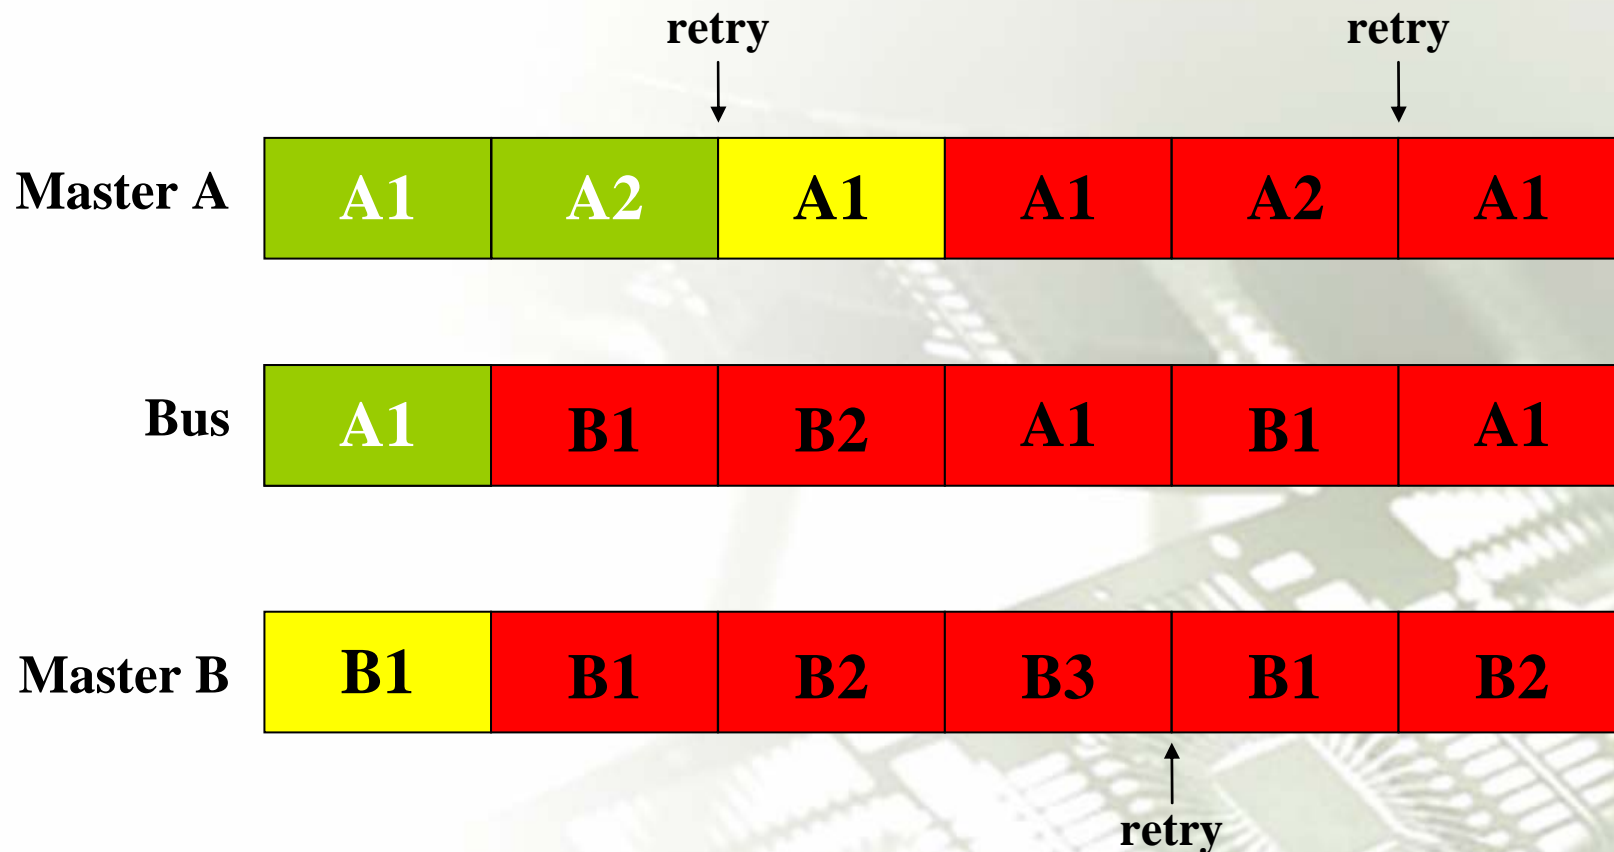 retry retry
Master A A1 A2 A1 A1 A2 A1
Bus A1 B1 B2 A1 B1 A1
Master B B1 B1 B2 B3 B1 B2
retry